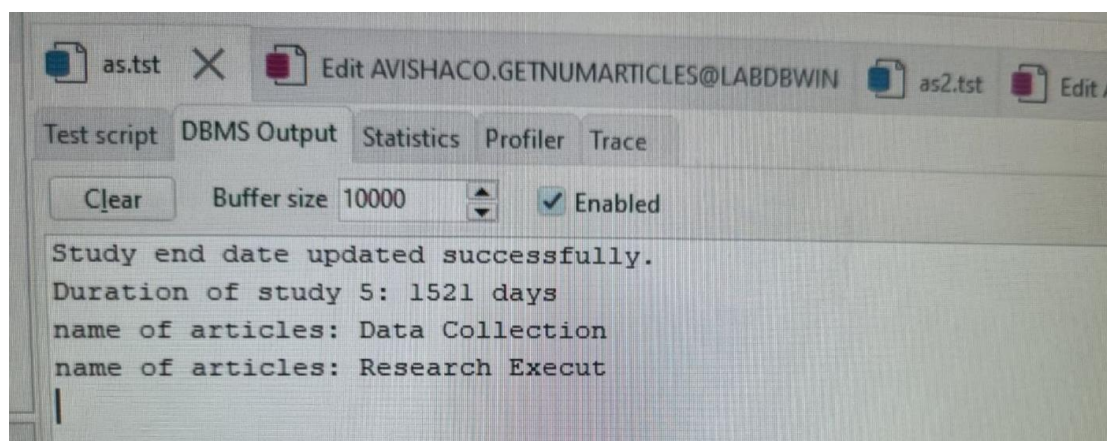 as.tst Edit AVISHACO.GETNUMARTICLES@LABDBWIN as2.tst Edit
Test script DBMS Output Statistics Profiler Trace
Clear Buffer size 10000 Enabled
Study end date updated successfully.
Duration of study 5: 1521 days
name of articles: Data Collection
name of articles: Research Execut